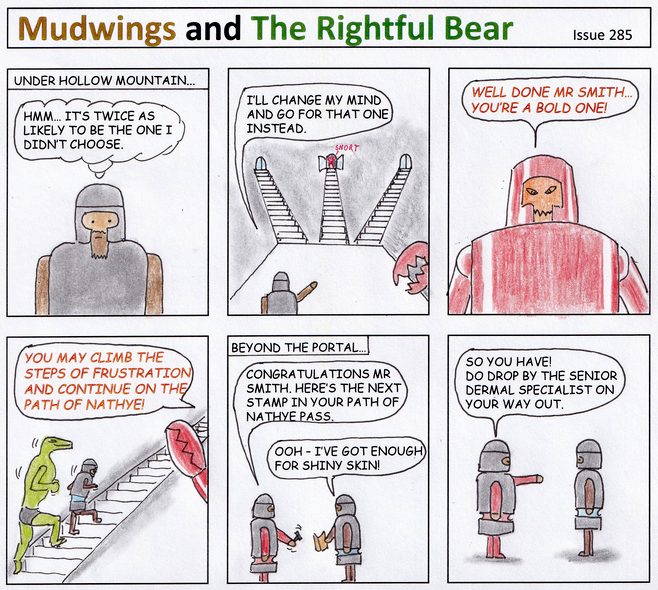 Mudwings and The Rightful Bear
Issue 285
UNDER HOLLOW MOUNTAIN...
HMM... IT'S TWICE AS
LIKELY TO BE THE ONE I
DIDN'T CHOOSE.
I'LL CHANGE MY MIND
AND GO FOR THAT ONE
INSTEAD.
SNORT
WELL DONE MR SMITH...
YOU'RE A BOLD ONE!
YOU MAY CLIMB THE
STEPS OF FRUSTRATION
AND CONTINUE ON THE
PATH OF NATHYE!
BEYOND THE PORTAL...
CONGRATULATIONS MR
SMITH. HERE'S THE NEXT
STAMP IN YOUR PATH OF
NATHYE PASS.
OOH - I'VE GOT ENOUGH
FOR SHINY SKIN!
SO YOU HAVE!
DO DROP BY THE SENIOR
DERMAL SPECIALIST ON
YOUR WAY OUT.